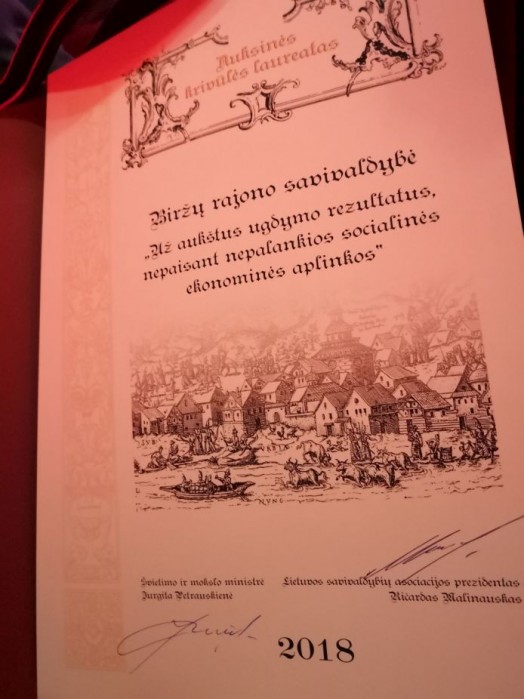 Auksinės
krivūlės laureatas
Biržų rajono savivaldybė
„Už aukštus ugdymo rezultatus,
nepaisant nepalankios socialinės
ekonominės aplinkos”
Švietimo ir mokslo ministrė
Jurgita Petrauskienė
Lietuvos savivaldybių asociacijos prezidentas
Ričardas Malinauskas
2018